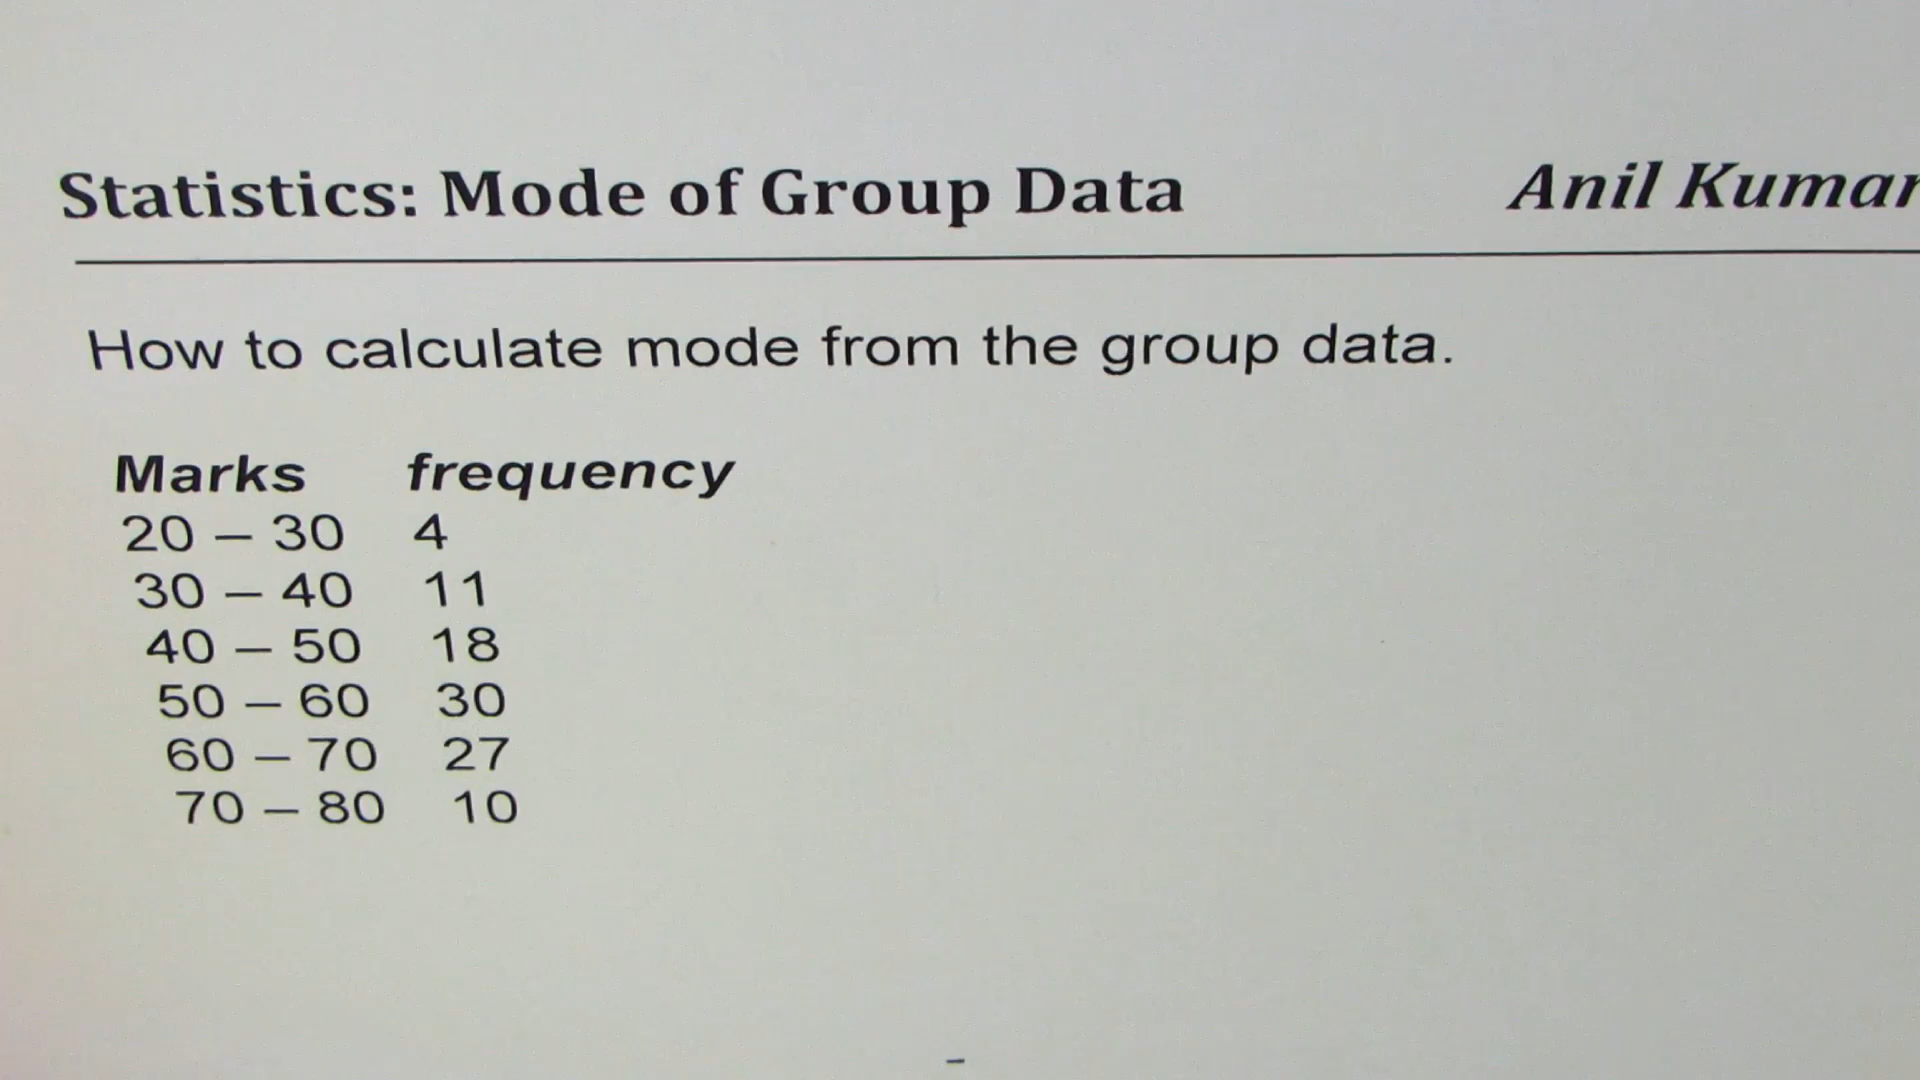 Statistics: Mode of Group Data Anil Kumar
How to calculate mode from the group data.
Marks frequency
20 – 30 4
30 – 40 11
40 – 50 18
50 – 60 30
60 – 70 27
70 – 80 10